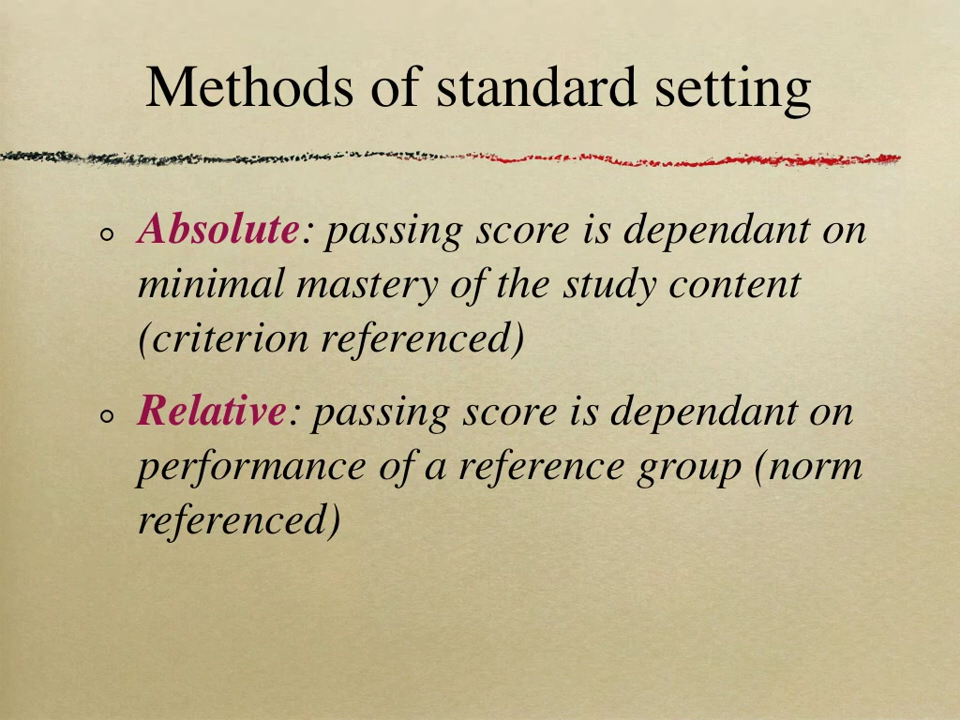 Methods of standard setting
Absolute: passing score is dependant on
minimal mastery of the study content
(criterion referenced)
Relative: passing score is dependant on
performance of a reference group (norm
referenced)